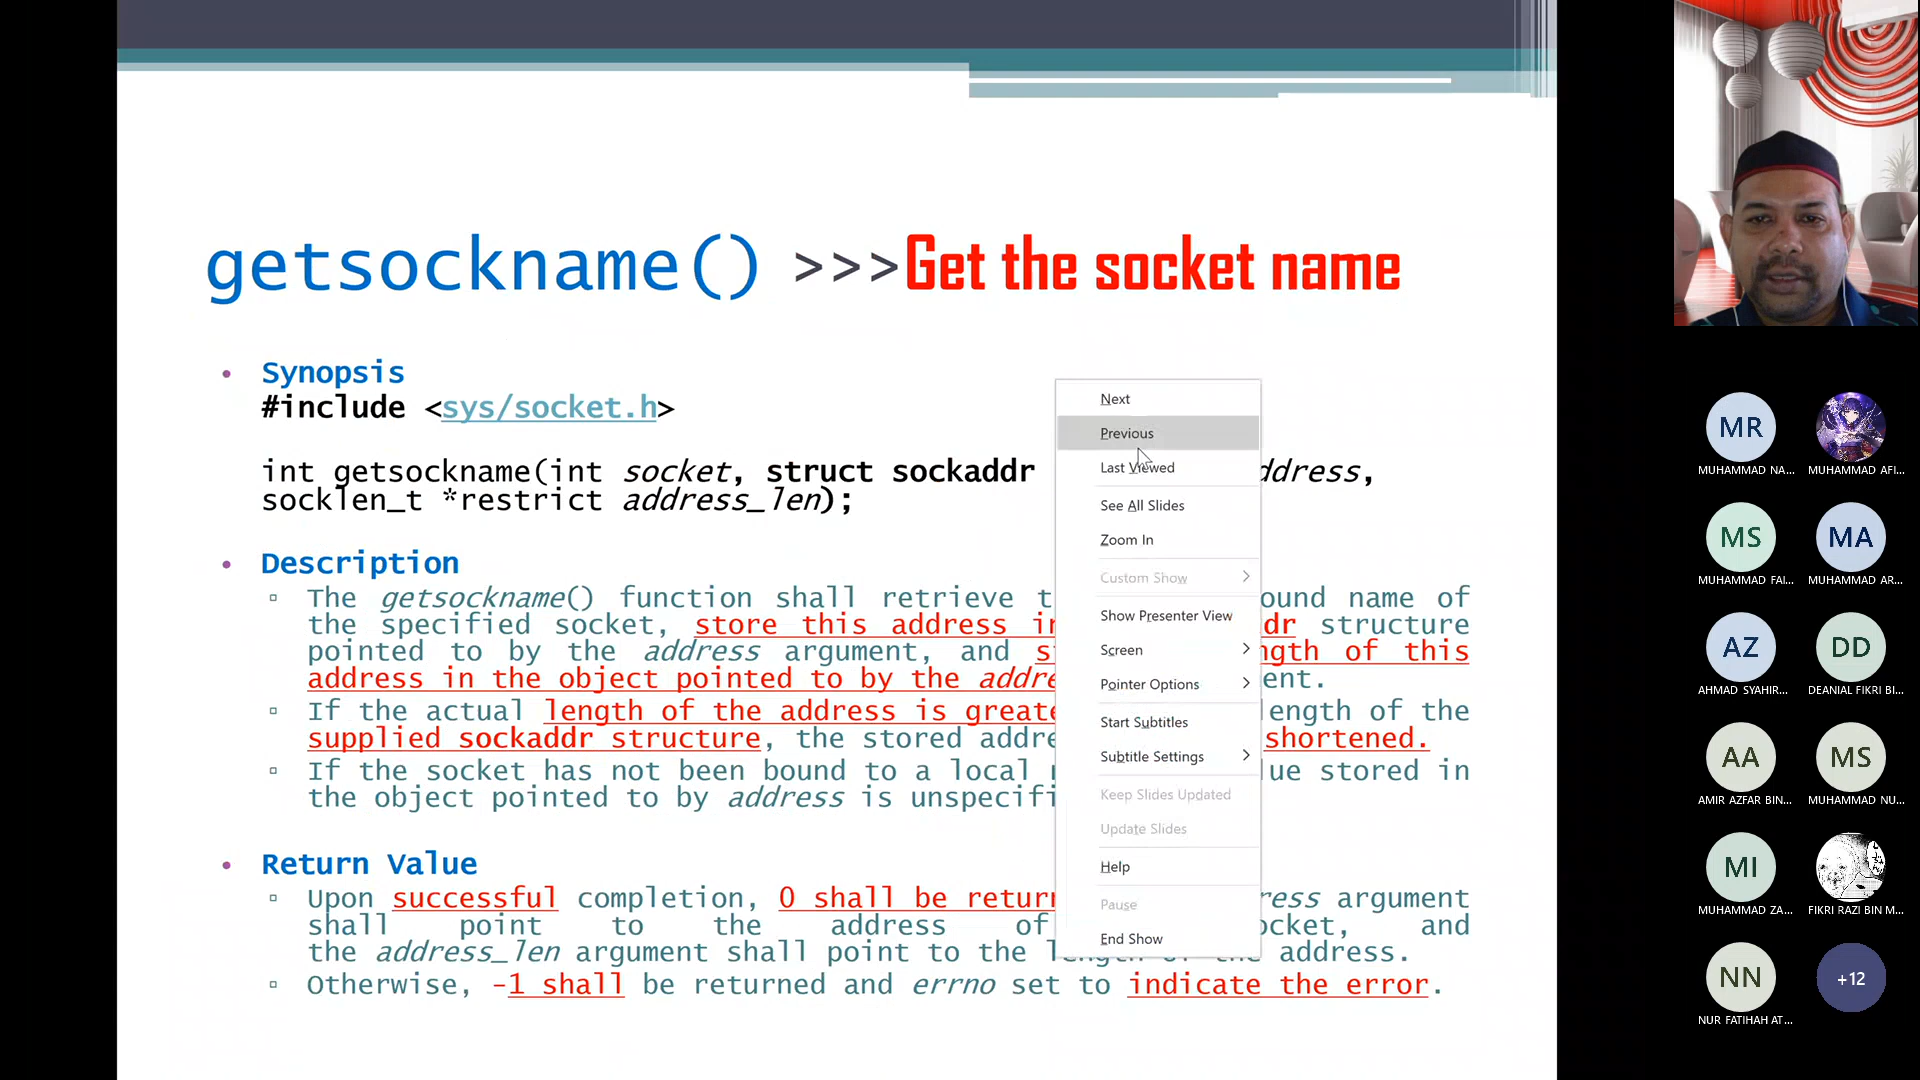 getsockname() >>>Get the socket name
• Synopsis
#include <sys/socket.h>
int getsockname(int socket, struct sockaddr ddress,
socklen_t *restrict address_len);
• Description
▫ The getsockname() function shall retrieve t ound name of
the specified socket, store this address in dr structure
pointed to by the address argument, and s ngth of this
address in the object pointed to by the addre ent.
▫ If the actual length of the address is greate ength of the
supplied sockaddr structure, the stored addre shortened.
▫ If the socket has not been bound to a local ue stored in
the object pointed to by address is unspecifi
• Return Value
▫ Upon successful completion, 0 shall be return ress argument
shall point to the address of ocket, and
the address_len argument shall point to the length of the address.
▫ Otherwise, -1 shall be returned and errno set to indicate the error.
Next
Previous
Last Viewed
See All Slides
Zoom In
Custom Show
Show Presenter View
Screen
Pointer Options
Start Subtitles
Subtitle Settings
Keep Slides Updated
Update Slides
Help
Pause
End Show
MR
MUHAMMAD NA... MUHAMMAD AFI...
MS MA
MUHAMMAD FAI... MUHAMMAD AR...
AZ DD
AHMAD SYAHIR... DEANIAL FIKRI BI...
AA MS
AMIR AZFAR BIN... MUHAMMAD NU...
MI
MUHAMMAD ZA... FIKRI RAZI BIN M...
NN +12
NUR FATIHAH AT...